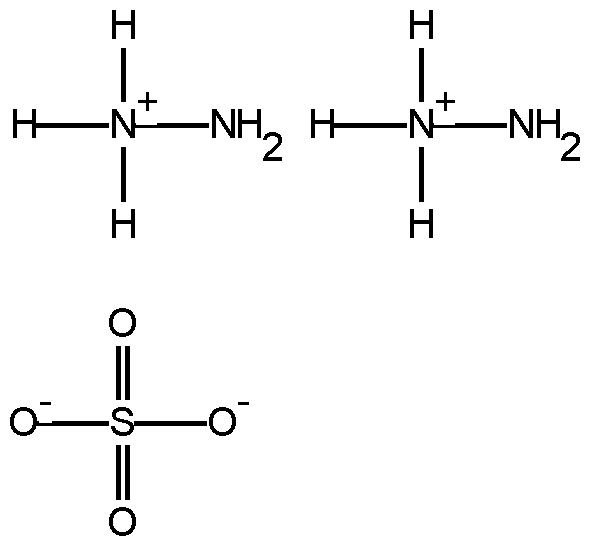 H H
H N+ NH2 H N+ NH2
H H
O
O- S O-
O